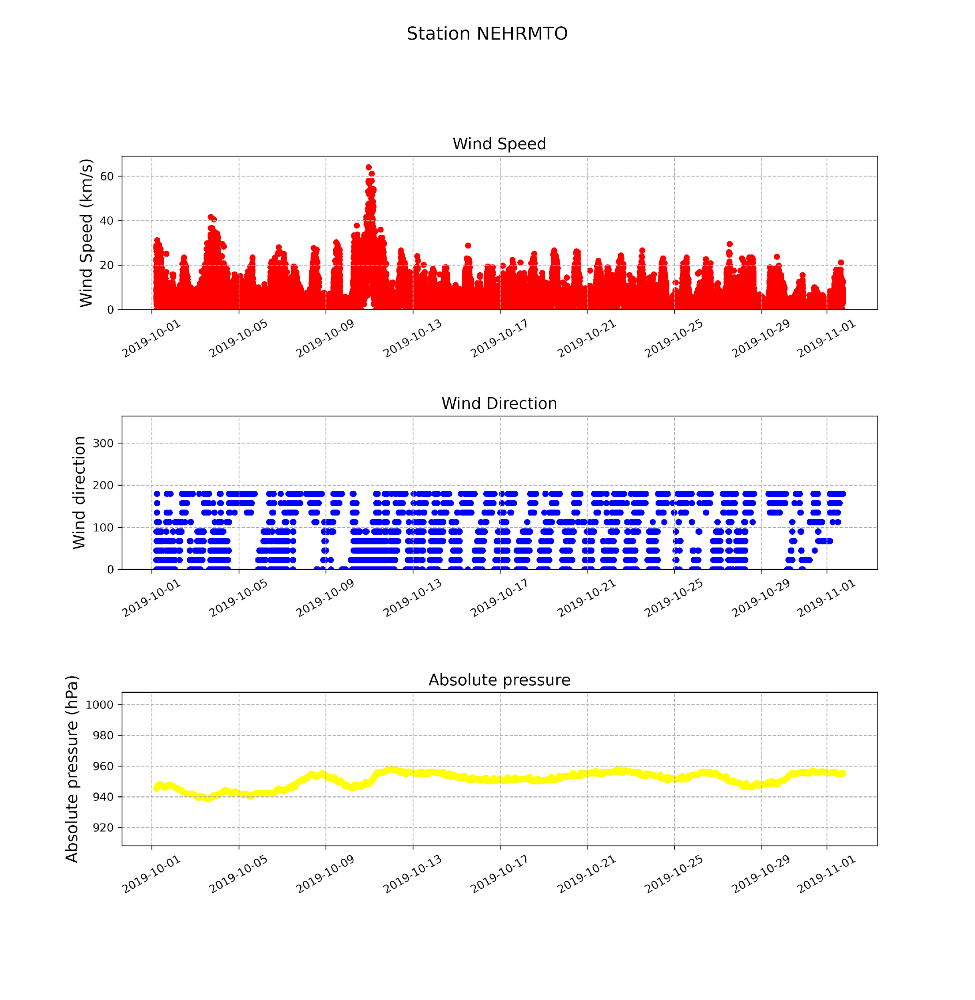 Station NEHRMTO
Wind Speed
Wind Speed (km/s)
60
40
20
0
2019-10-01 2019-10-05 2019-10-09 2019-10-13 2019-10-17 2019-10-21 2019-10-25 2019-10-29 2019-11-01
Wind Direction
Wind direction
300
200
100
0
2019-10-01 2019-10-05 2019-10-09 2019-10-13 2019-10-17 2019-10-21 2019-10-25 2019-10-29 2019-11-01
Absolute pressure
Absolute pressure (hPa)
1000
980
960
940
920
2019-10-01 2019-10-05 2019-10-09 2019-10-13 2019-10-17 2019-10-21 2019-10-25 2019-10-29 2019-11-01